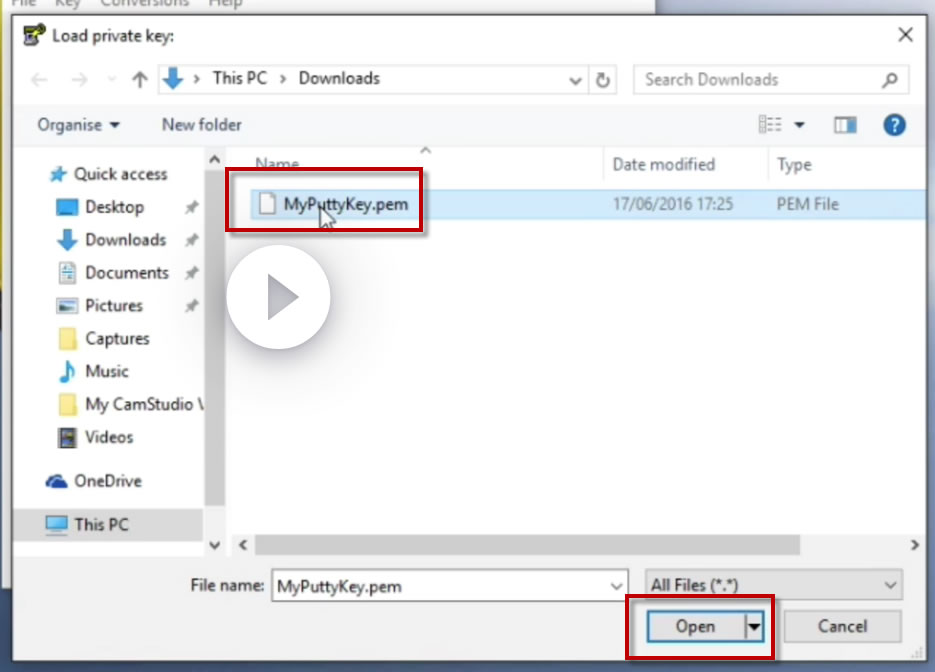 File Key Conversions Help
Load private key:
This PC > Downloads
Search Downloads
Organise
New folder
Name
Date modified
Type
Quick access
Desktop
Downloads
Documents
Pictures
Captures
Music
My CamStudio
Videos
OneDrive
This PC
MyPuttyKey.pem
17/06/2016 17:25
PEM File
File name:
MyPuttyKey.pem
All Files (*.*)
Open
Cancel